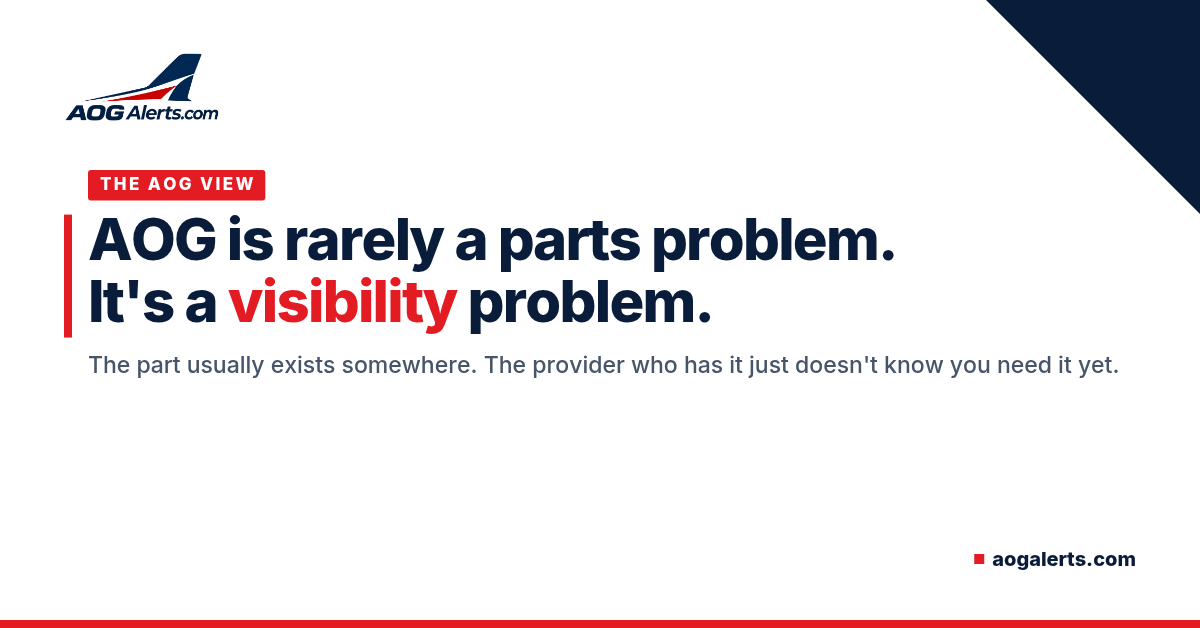 AOG Alerts.com
THE AOG VIEW
AOG is rarely a parts problem.
It's a visibility problem.
The part usually exists somewhere. The provider who has it just doesn't know you need it yet.
aogalerts.com